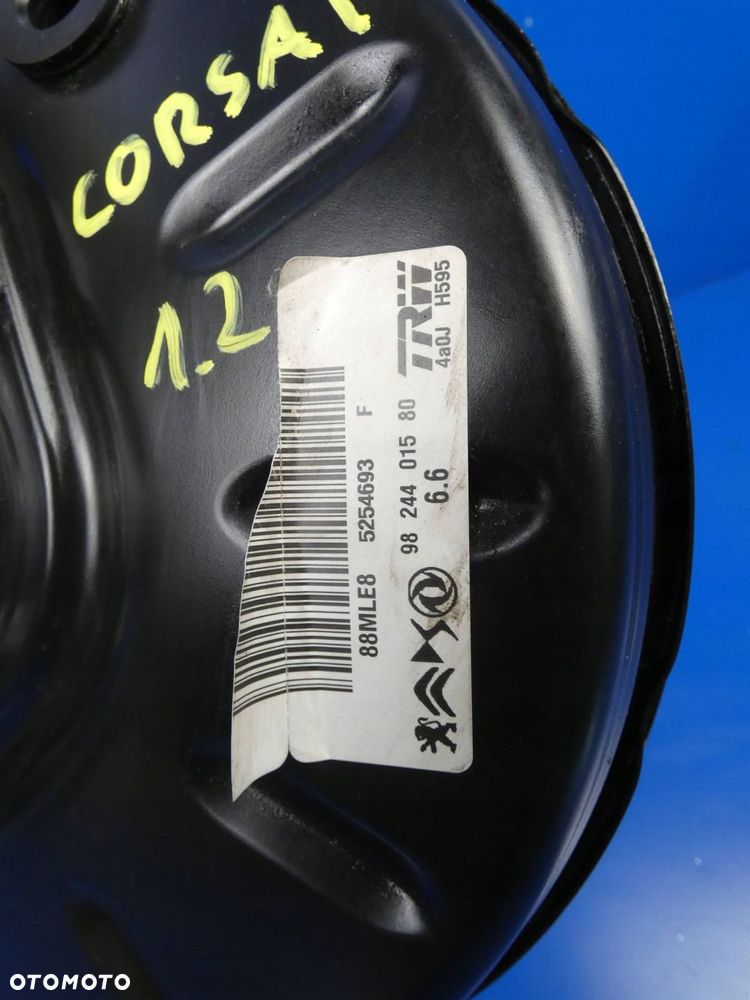 CORSA
1.2
TRW
4a0J H595
98 244 015 80
6.6
5254693 F
88MLE8
OTOMOTO